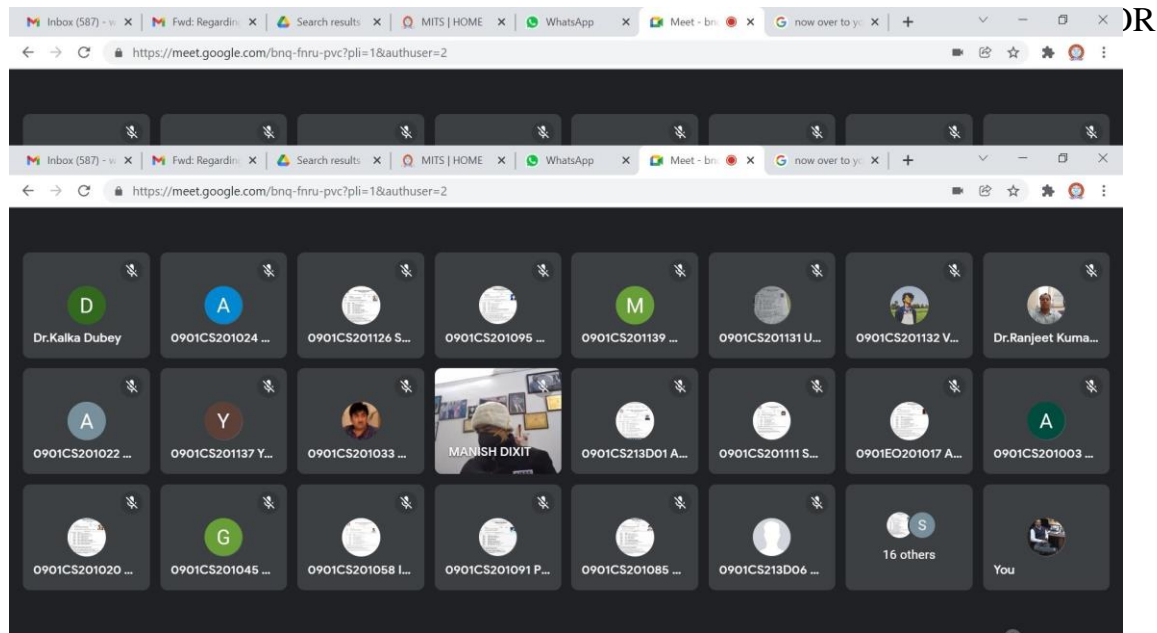 Inbox (587) - Fwd: Regardin Search results MITS | HOME WhatsApp Meet - bn now over to yo OR
https://meet.google.com/bnq-fnru-pvc?pli=1&authuser=2
Inbox (587) - Fwd: Regardin Search results MITS | HOME WhatsApp Meet - bn now over to yo
https://meet.google.com/bnq-fnru-pvc?pli=1&authuser=2
D A M
Dr.Kalka Dubey 0901CS201024 ... 0901CS201126 S... 0901CS201095 ... 0901CS201139 ... 0901CS201131 U... 0901CS201132 V... Dr.Ranjeet Kuma...
A Y A
0901CS201022 ... 0901CS201137 Y... 0901CS201033 ... MANISH DIXIT 0901CS213D01 A... 0901CS201111 S... 0901EO201017 A... 0901CS201003 ...
G S
16 others
0901CS201020 ... 0901CS201045 ... 0901CS201058 I... 0901CS201091 P... 0901CS201085 ... 0901CS213D06 ... You